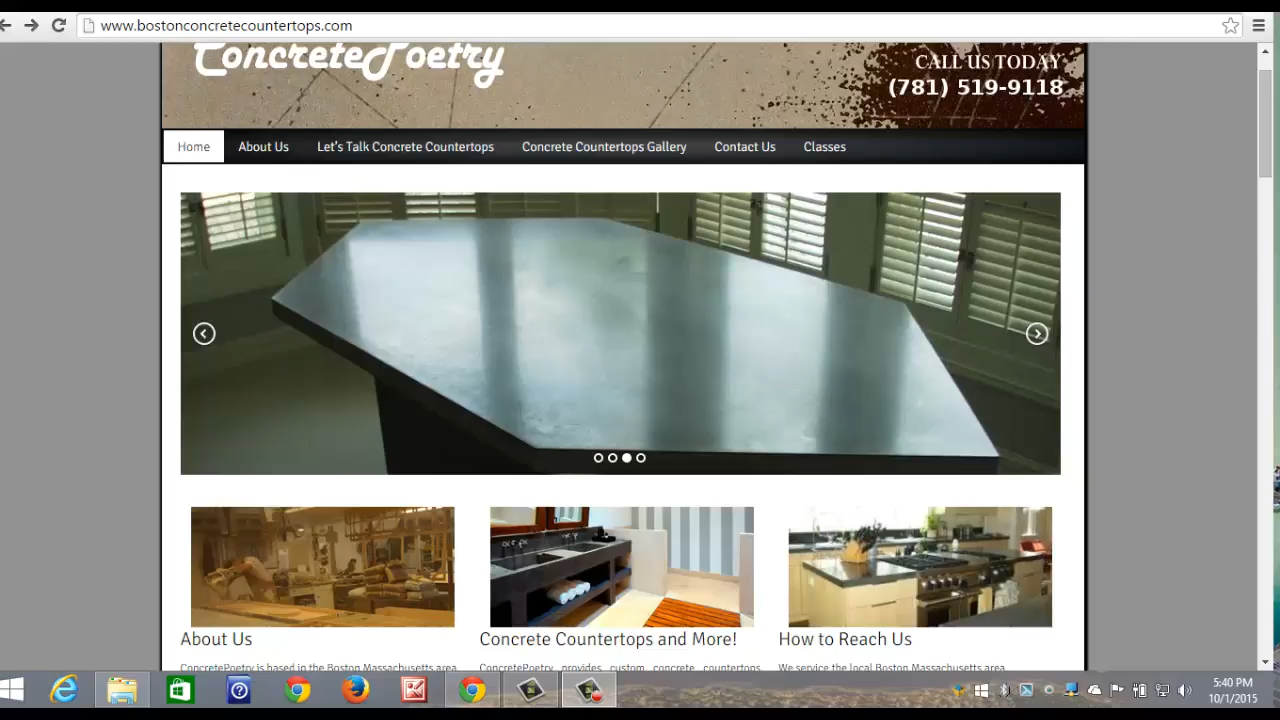 www.bostonconcretecountertops.com
ConcretePoetry
CALL US TODAY
(781) 519-9118
Home About Us Let's Talk Concrete Countertops Concrete Countertops Gallery Contact Us Classes
About Us Concrete Countertops and More! How to Reach Us
ConcretePoetry is based in the Boston Massachusetts area ConcretePoetry provides custom concrete countertops We service the local Boston Massachusetts area
5:40 PM
10/1/2015